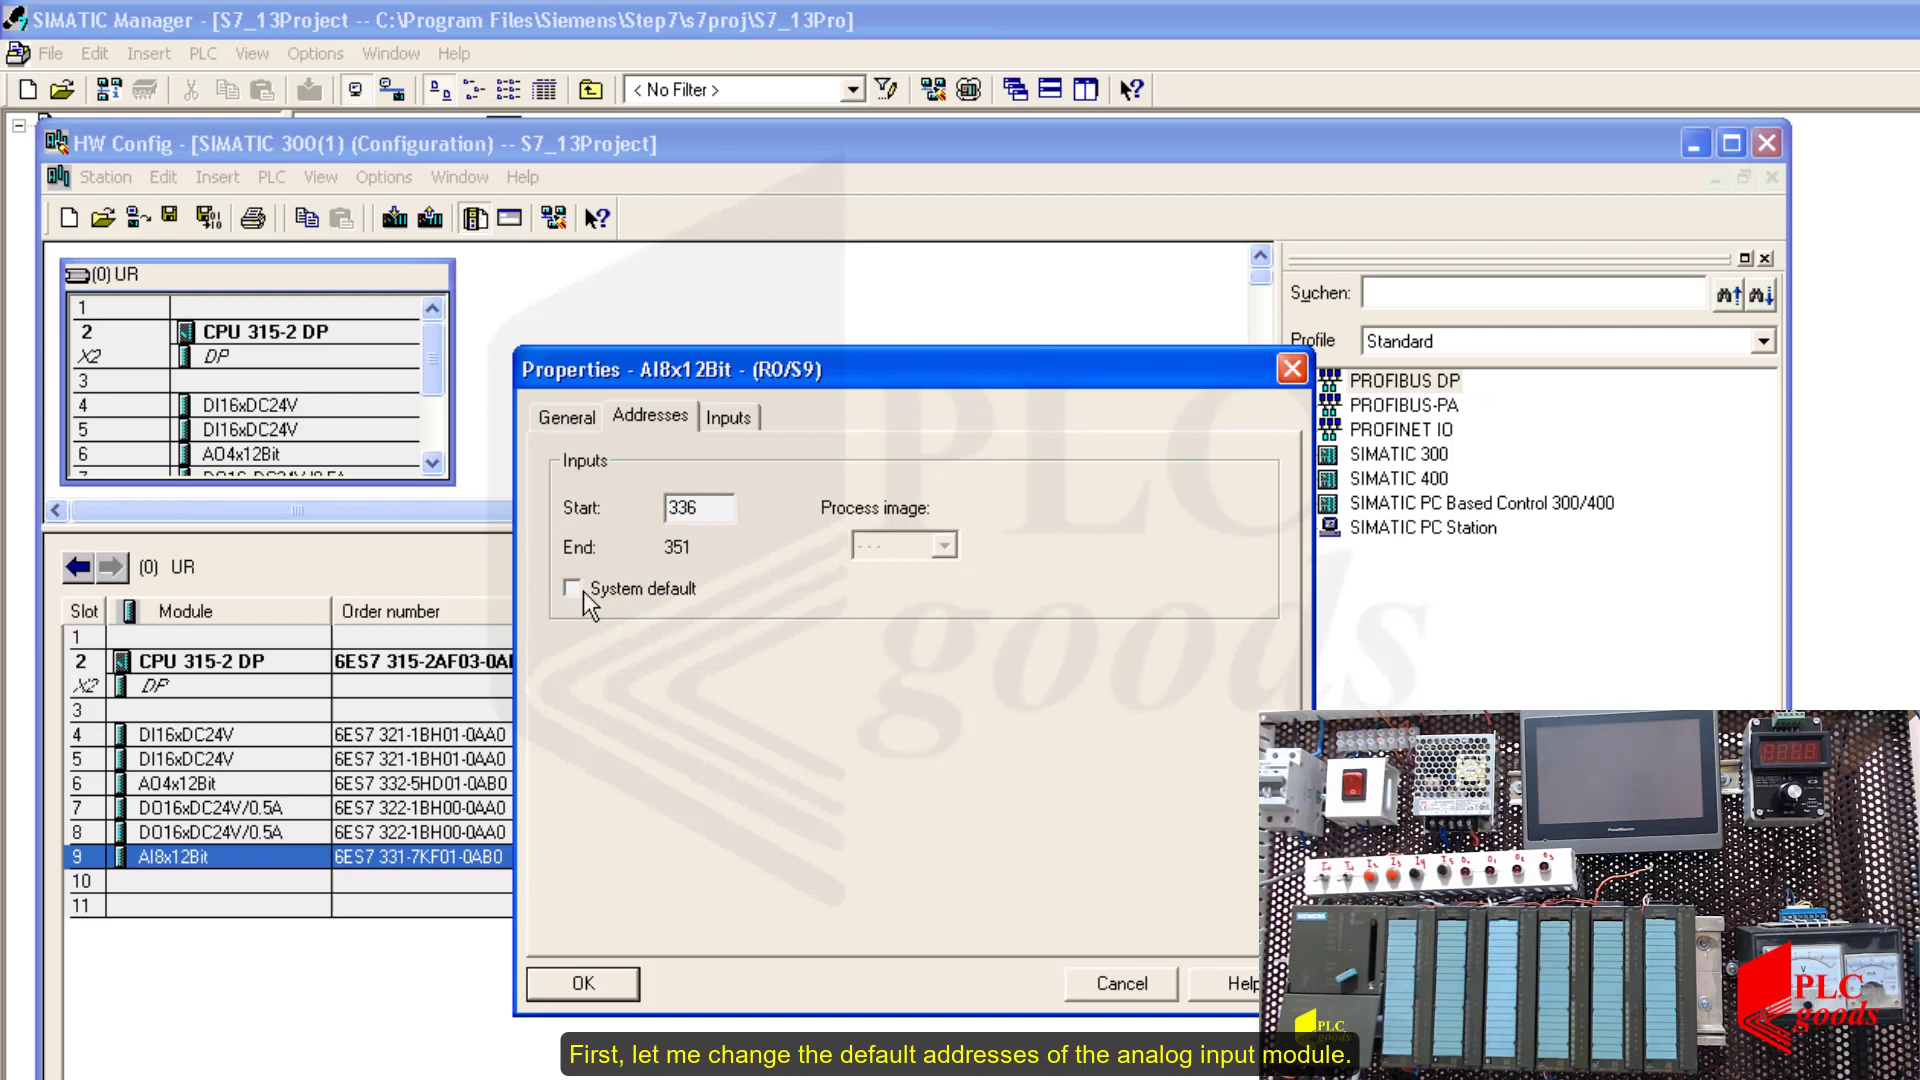 SIMATIC Manager - [S7_13Project -- C:\Program Files\Siemens\Step7\s7proj\S7_13Pro]
File Edit Insert PLC View Options Window Help
< No Filter >
HW Config - [SIMATIC 300(1) (Configuration) -- S7_13Project]
Station Edit Insert PLC View Options Window Help
(0) UR
1
2 CPU 315-2 DP
X2 DP
3
4 DI16xDC24V
5 DI16xDC24V
6 AO4x12Bit
Suchen:
Profile Standard
PROFIBUS DP
PROFIBUS-PA
PROFINET IO
SIMATIC 300
SIMATIC 400
SIMATIC PC Based Control 300/400
SIMATIC PC Station
Properties - AI8x12Bit - (R0/S9)
General Addresses Inputs
Inputs
Start: 336 Process image:
End: 351 ---
System default
OK Cancel Help
(0) UR
Slot Module Order number
1
2 CPU 315-2 DP 6ES7 315-2AF03-0A
X2 DP
3
4 DI16xDC24V 6ES7 321-1BH01-0AA0
5 DI16xDC24V 6ES7 321-1BH01-0AA0
6 AO4x12Bit 6ES7 332-5HD01-0AB0
7 DO16xDC24V/0.5A 6ES7 322-1BH00-0AA0
8 DO16xDC24V/0.5A 6ES7 322-1BH00-0AA0
9 AI8x12Bit 6ES7 331-7KF01-0AB0
10
11
PLC
goods
SIEMENS
PLC
goods
PLC
goods
First, let me change the default addresses of the analog input module.